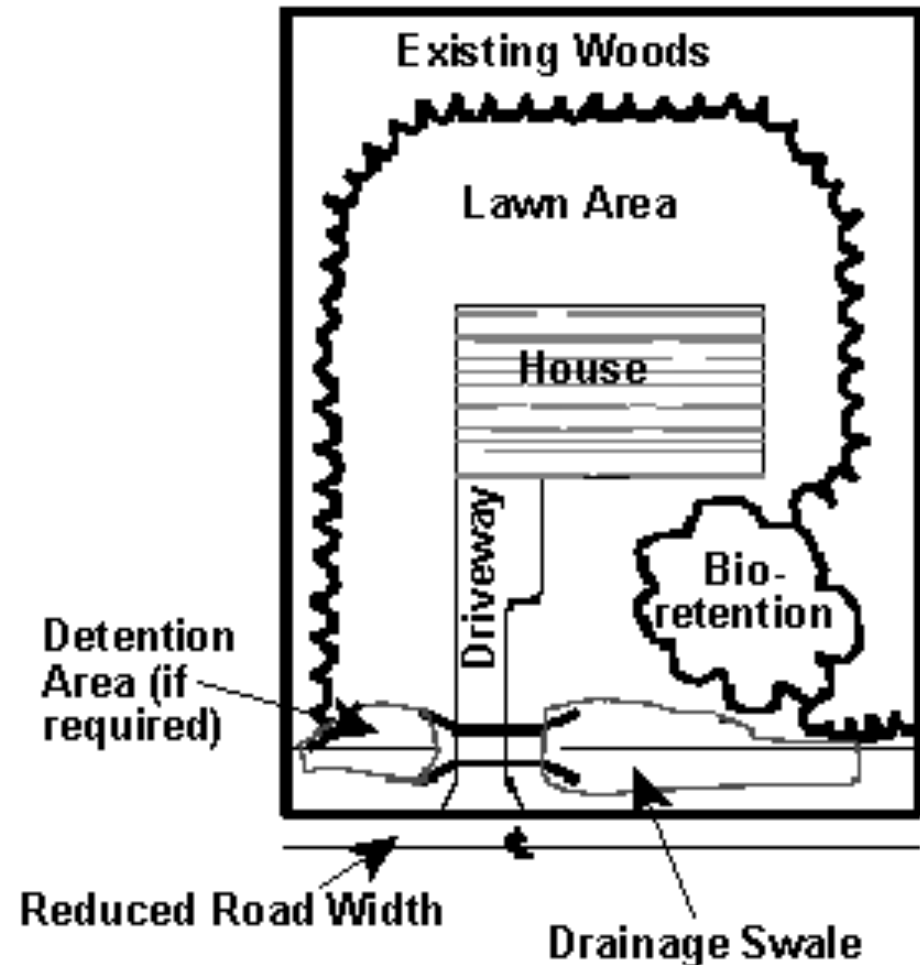 Existing Woods
Lawn Area
House
Driveway
Bio-
retention
Detention
Area (if
required)
Reduced Road Width
Drainage Swale